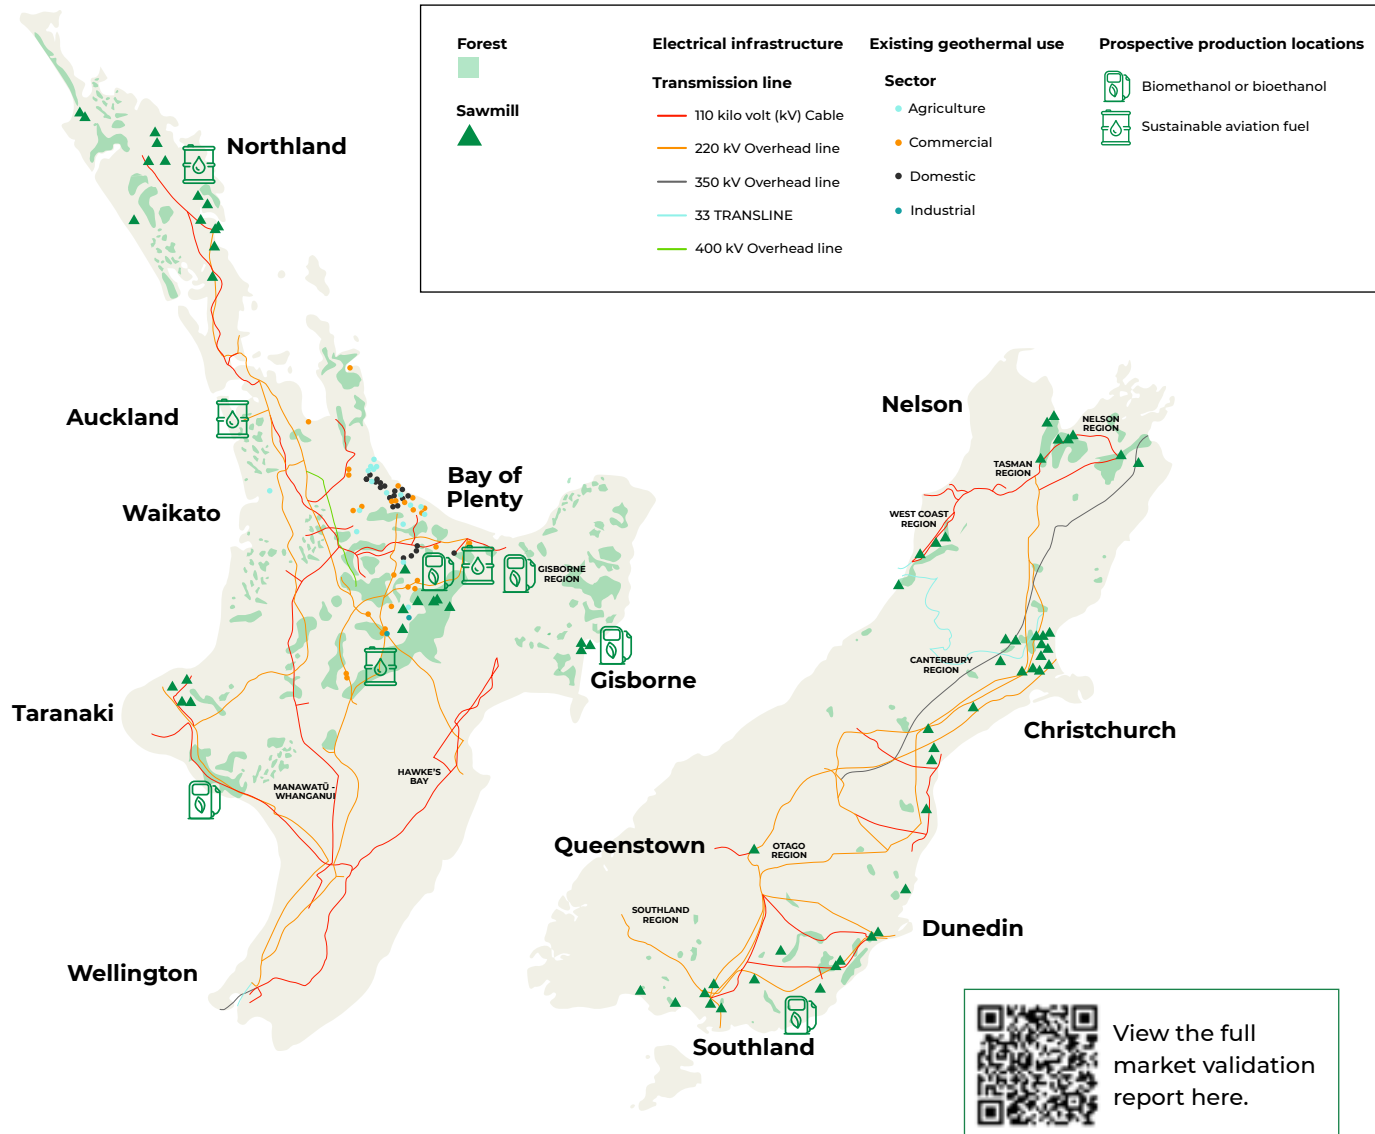 Forest
Sawmill
Electrical infrastructure
Transmission line
110 kilo volt (kV) Cable
220 kV Overhead line
350 kV Overhead line
33 TRANSLINE
400 kV Overhead line
Existing geothermal use
Sector
Agriculture
Commercial
Domestic
Industrial
Prospective production locations
Biomethanol or bioethanol
Sustainable aviation fuel
Northland
Auckland
Waikato
Bay of
Plenty
GISBORNE
REGION
Gisborne
Taranaki
MANAWATŪ -
WHANGANUI
HAWKE'S
BAY
Wellington
Nelson
NELSON
REGION
TASMAN
REGION
WEST COAST
REGION
CANTERBURY
REGION
Christchurch
Queenstown
OTAGO
REGION
SOUTHLAND
REGION
Dunedin
Southland
View the full
market validation
report here.